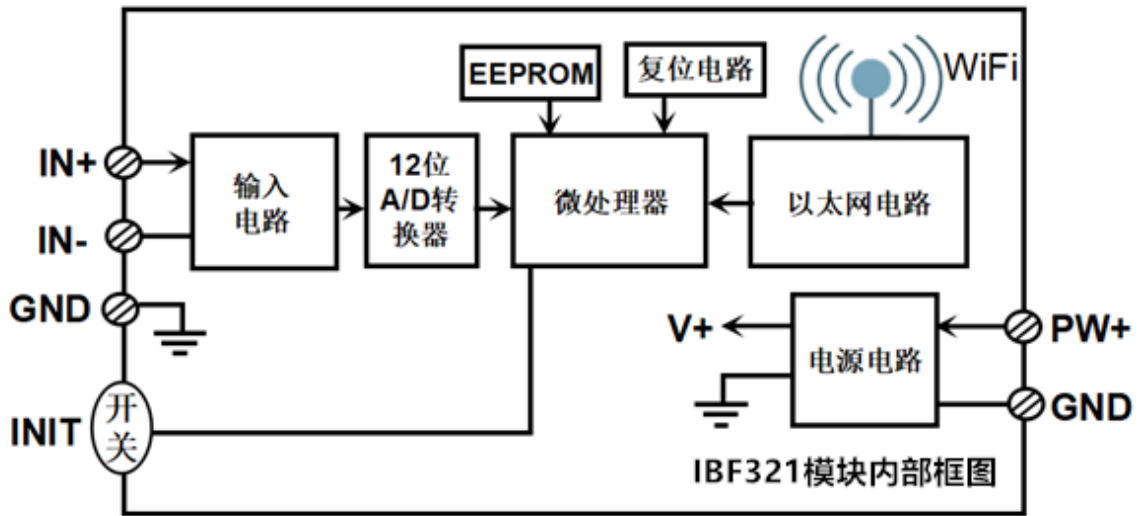 EEPROM
复位电路
WiFi
IN+
IN-
输入
电路
12位
A/D转
换器
微处理器
以太网电路
GND
V+
电源电路
PW+
GND
INIT
开
关
IBF321模块内部框图